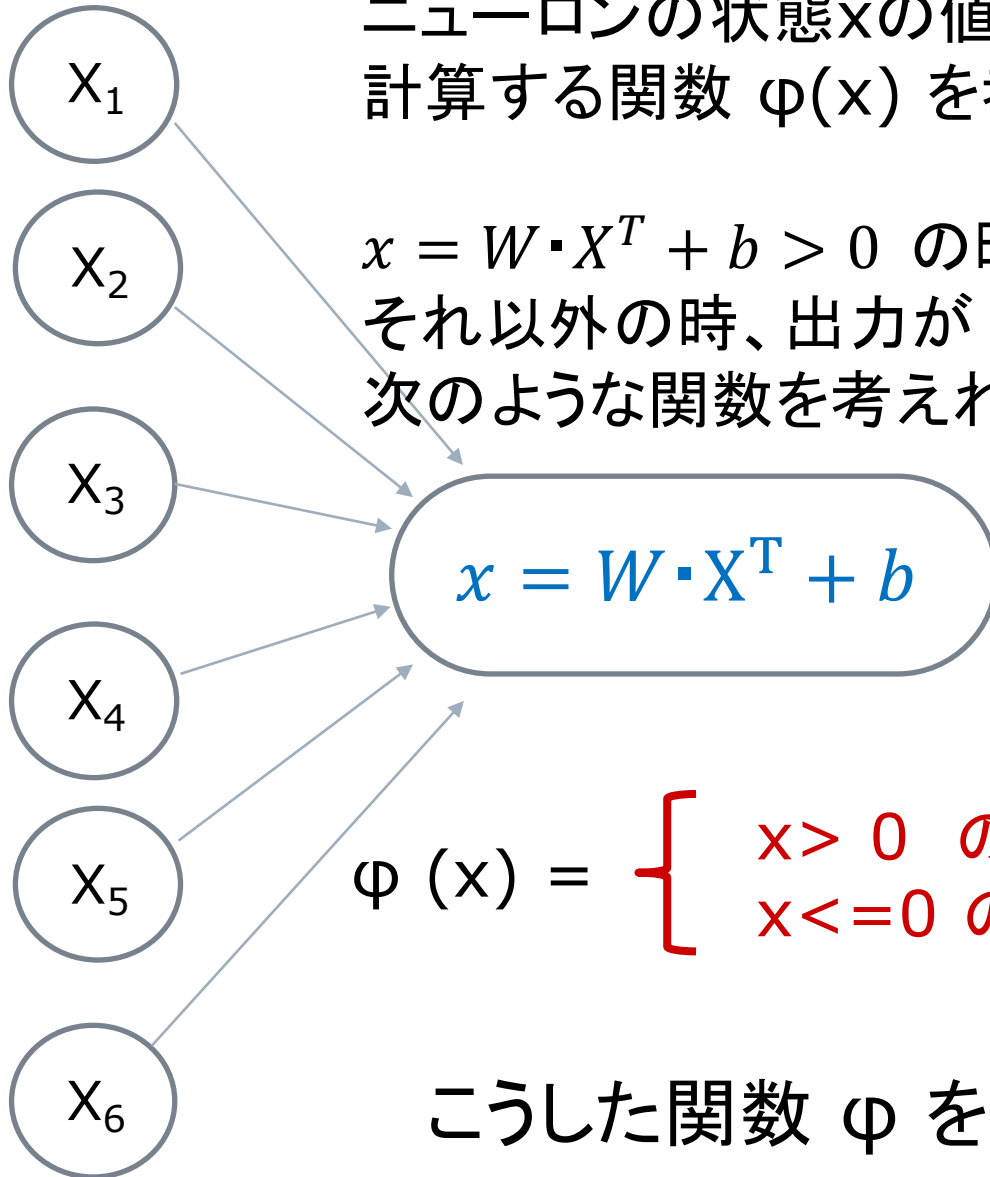 ニューロンの状態xの値
計算する関数 φ(x) を
x = W・X^T + b > 0 の
それ以外の時、出力が
次のような関数を考え
X₁
X₂
X₃
X₄
X₅
X₆
x = W・X^T + b
φ (x) = {
x> 0 の
x<=0 の
こうした関数 φ を